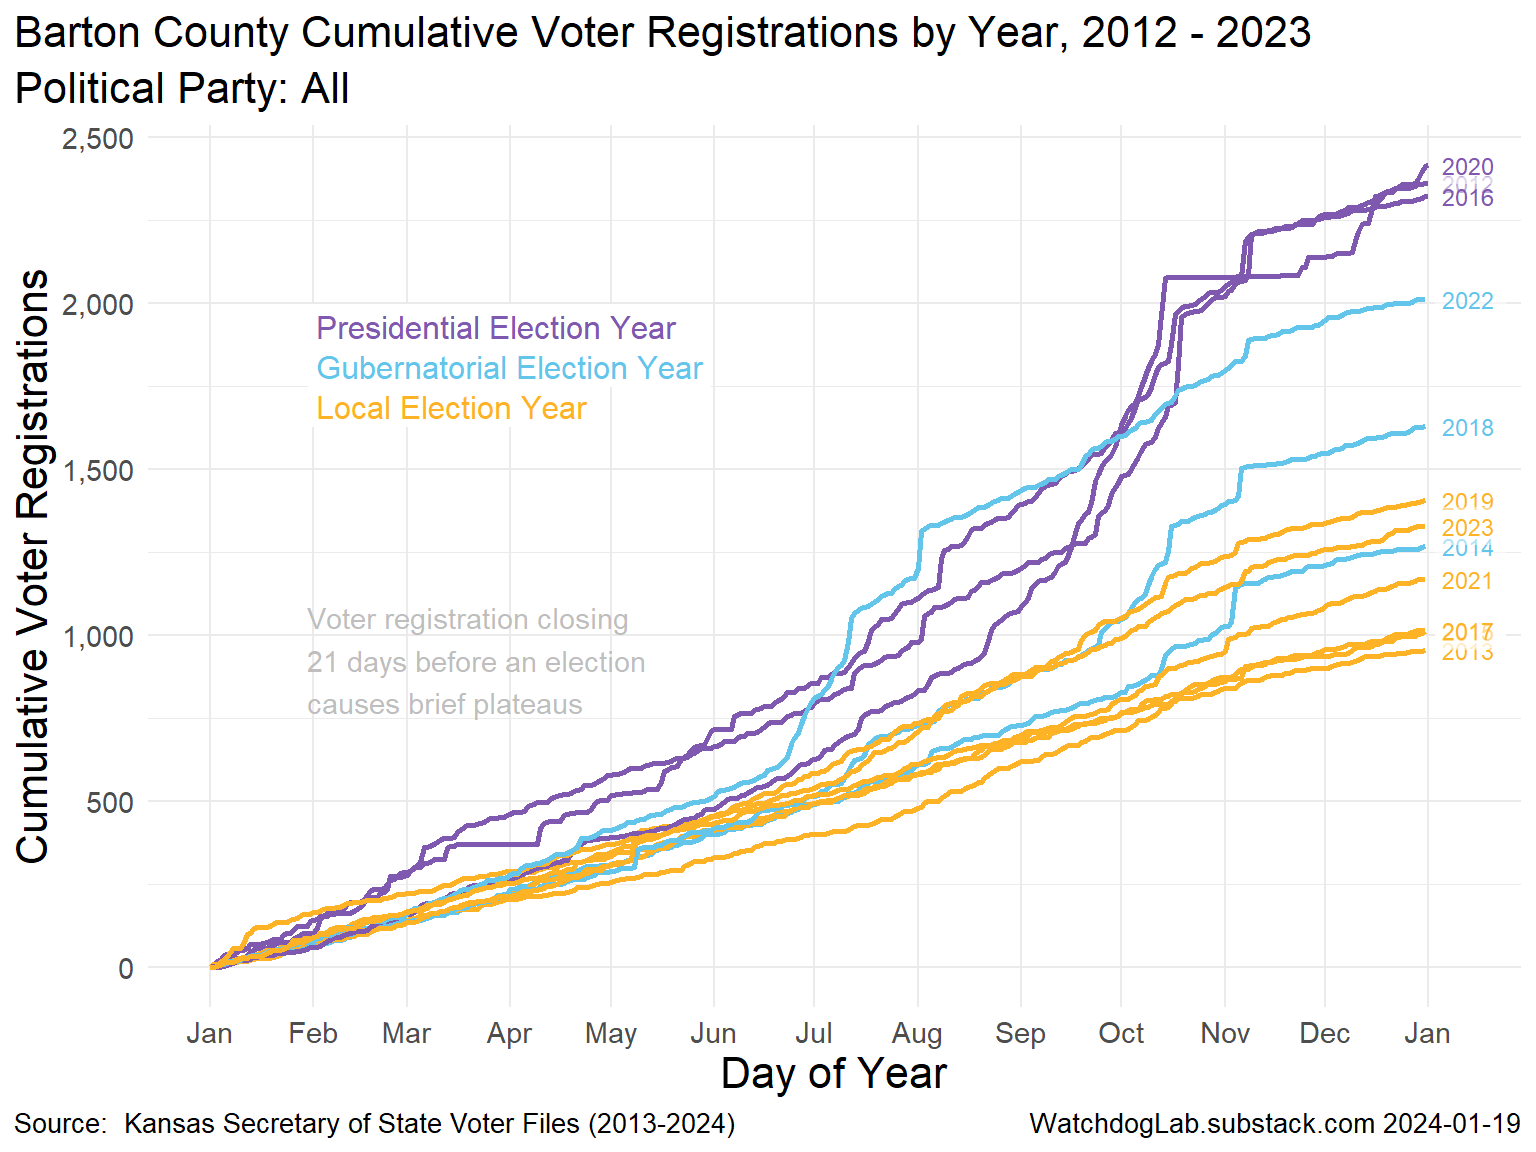 Barton County Cumulative Voter Registrations by Year, 2012 - 2023
Political Party: All
Cumulative Voter Registrations
2,500
2,000
1,500
1,000
500
0
Presidential Election Year
Gubernatorial Election Year
Local Election Year
Voter registration closing
21 days before an election
causes brief plateaus
2020
2012
2016
2022
2018
2019
2023
2014
2021
2017
2013
Jan Feb Mar Apr May Jun Jul Aug Sep Oct Nov Dec Jan
Day of Year
Source:  Kansas Secretary of State Voter Files (2013-2024)
WatchdogLab.substack.com 2024-01-19